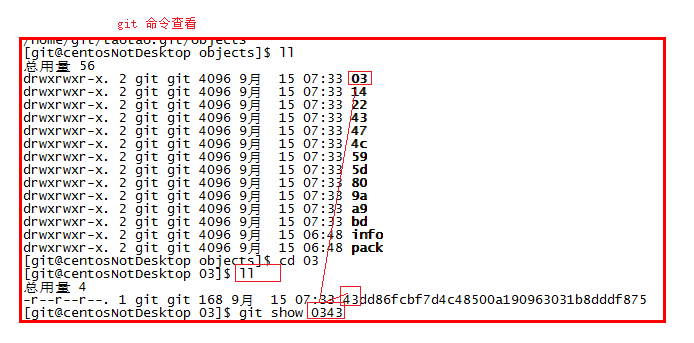 git 命令查看
/home/git/taotao.git/objects
[git@centosNotDesktop objects]$ ll
总用量 56
drwxrwxr-x. 2 git git 4096 9月  15 07:33 03
drwxrwxr-x. 2 git git 4096 9月  15 07:33 14
drwxrwxr-x. 2 git git 4096 9月  15 07:33 22
drwxrwxr-x. 2 git git 4096 9月  15 07:33 43
drwxrwxr-x. 2 git git 4096 9月  15 07:33 47
drwxrwxr-x. 2 git git 4096 9月  15 07:33 4c
drwxrwxr-x. 2 git git 4096 9月  15 07:33 59
drwxrwxr-x. 2 git git 4096 9月  15 07:33 5d
drwxrwxr-x. 2 git git 4096 9月  15 07:33 80
drwxrwxr-x. 2 git git 4096 9月  15 07:33 9a
drwxrwxr-x. 2 git git 4096 9月  15 07:33 a9
drwxrwxr-x. 2 git git 4096 9月  15 07:33 bd
drwxrwxr-x. 2 git git 4096 9月  15 06:48 info
drwxrwxr-x. 2 git git 4096 9月  15 06:48 pack
[git@centosNotDesktop objects]$ cd 03
[git@centosNotDesktop 03]$ ll
总用量 4
-r--r--r--. 1 git git 168 9月  15 07:33 43dd86fcbf7d4c48500a190963031b8dddf875
[git@centosNotDesktop 03]$ git show 0343